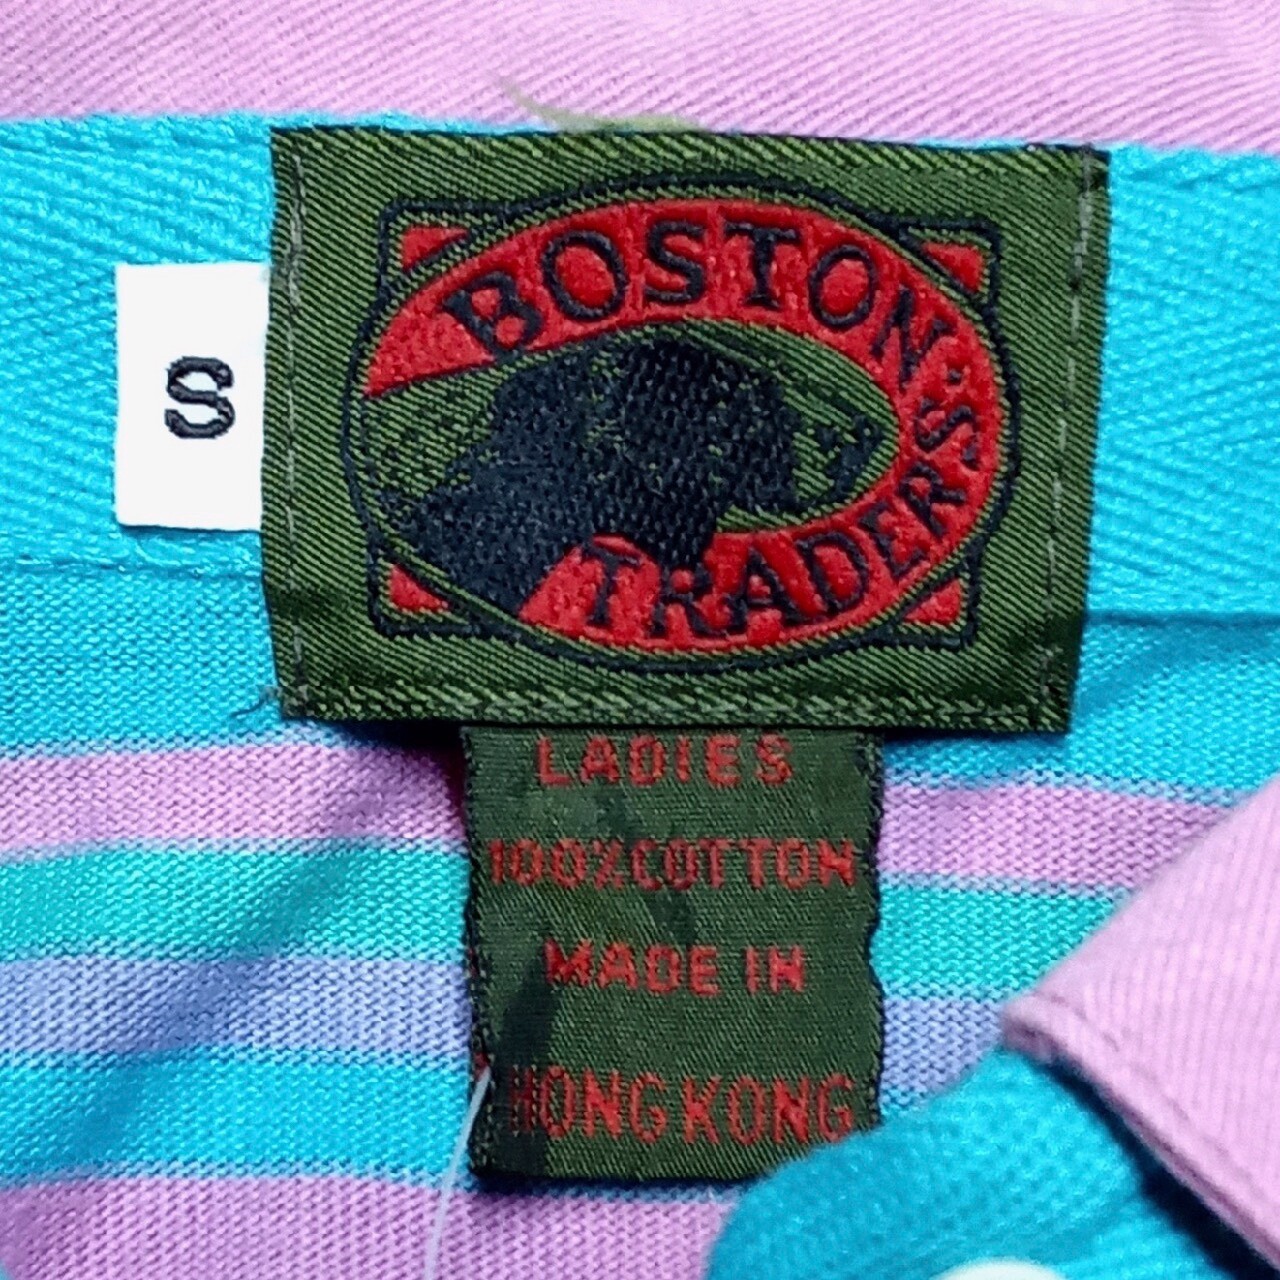 BOSTON
TRADERS.
S
LADIES
100% COTTON
MADE IN
HONG KONG